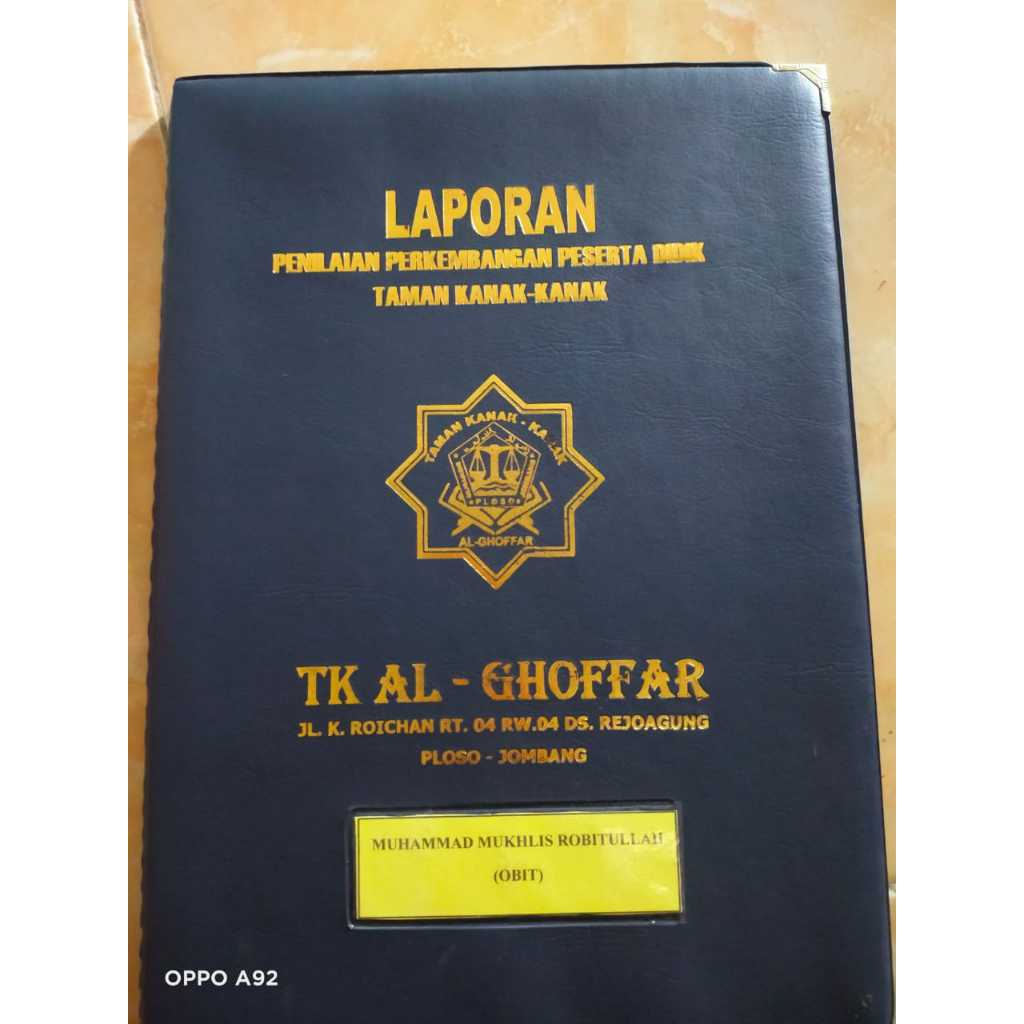 LAPORAN
PENILAIAN PERKEMBANGAN PESERTA DIDIK
TAMAN KANAK-KANAK
TAMAN KANAK - KANAK
PLOSO
AL-GHOFFAR
TK AL - GHOFFAR
JL. K. ROICHAN RT. 04 RW.04 DS. REJOAGUNG
PLOSO - JOMBANG
MUHAMMAD MUKHLIS ROBITULLAH
(OBIT)
OPPO A92